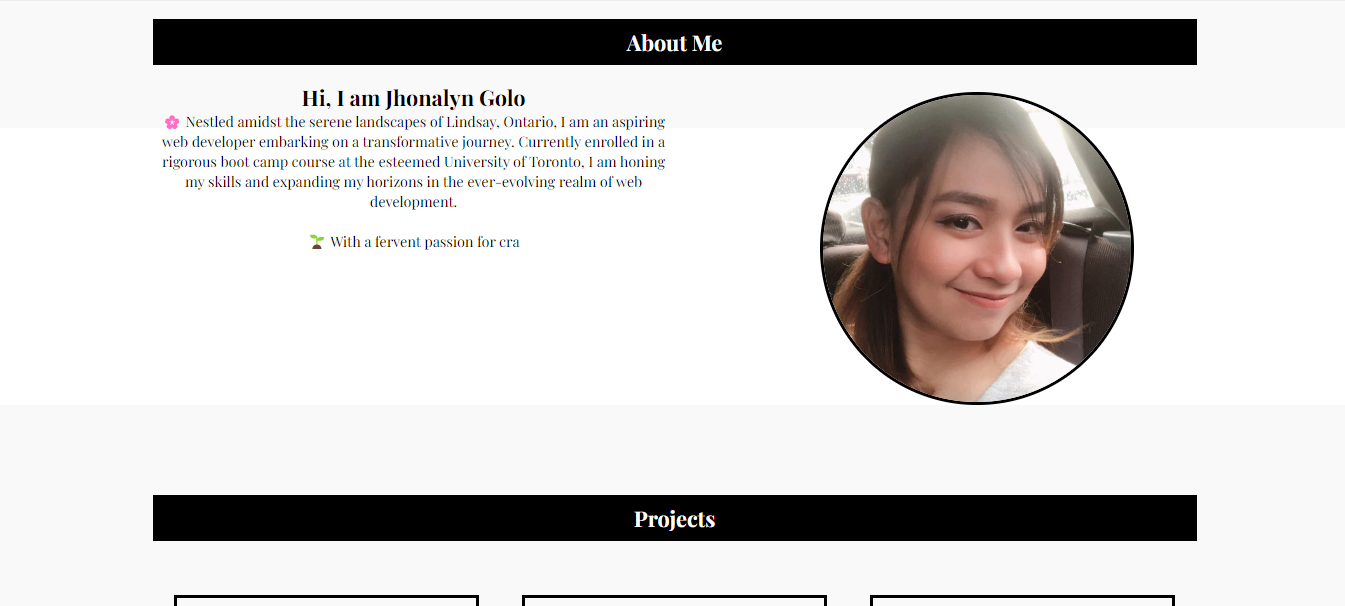 About Me
Hi, I am Jhonalyn Golo
🌸 Nestled amidst the serene landscapes of Lindsay, Ontario, I am an aspiring
web developer embarking on a transformative journey. Currently enrolled in a
rigorous boot camp course at the esteemed University of Toronto, I am honing
my skills and expanding my horizons in the ever-evolving realm of web
development.
🌱 With a fervent passion for cra
Projects